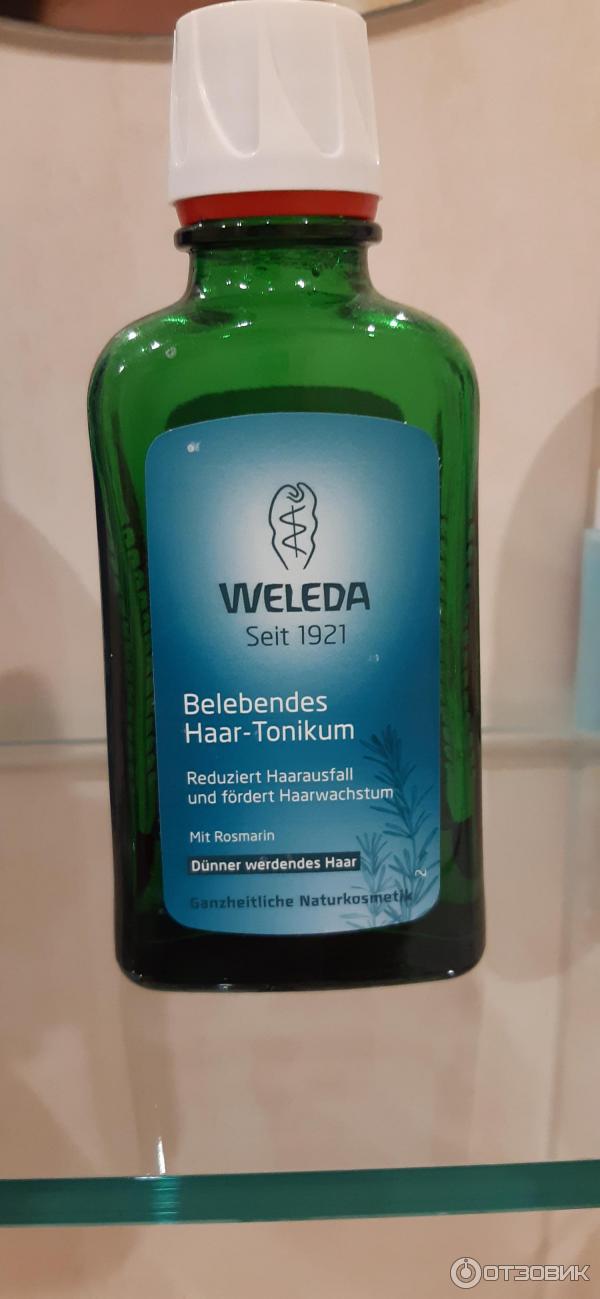 WELEDA
Seit 1921
Belebendes
Haar-Tonikum
Reduziert Haarausfall
und fördert Haarwachstum
Mit Rosmarin
Dünner werdendes Haar
Ganzheitliche Naturkosmetik
ОТЗОВИК